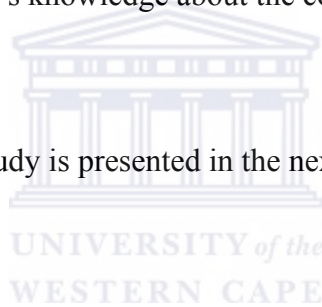 s knowledge about the co
udy is presented in the nex
UNIVERSITY of the
WESTERN CAPE